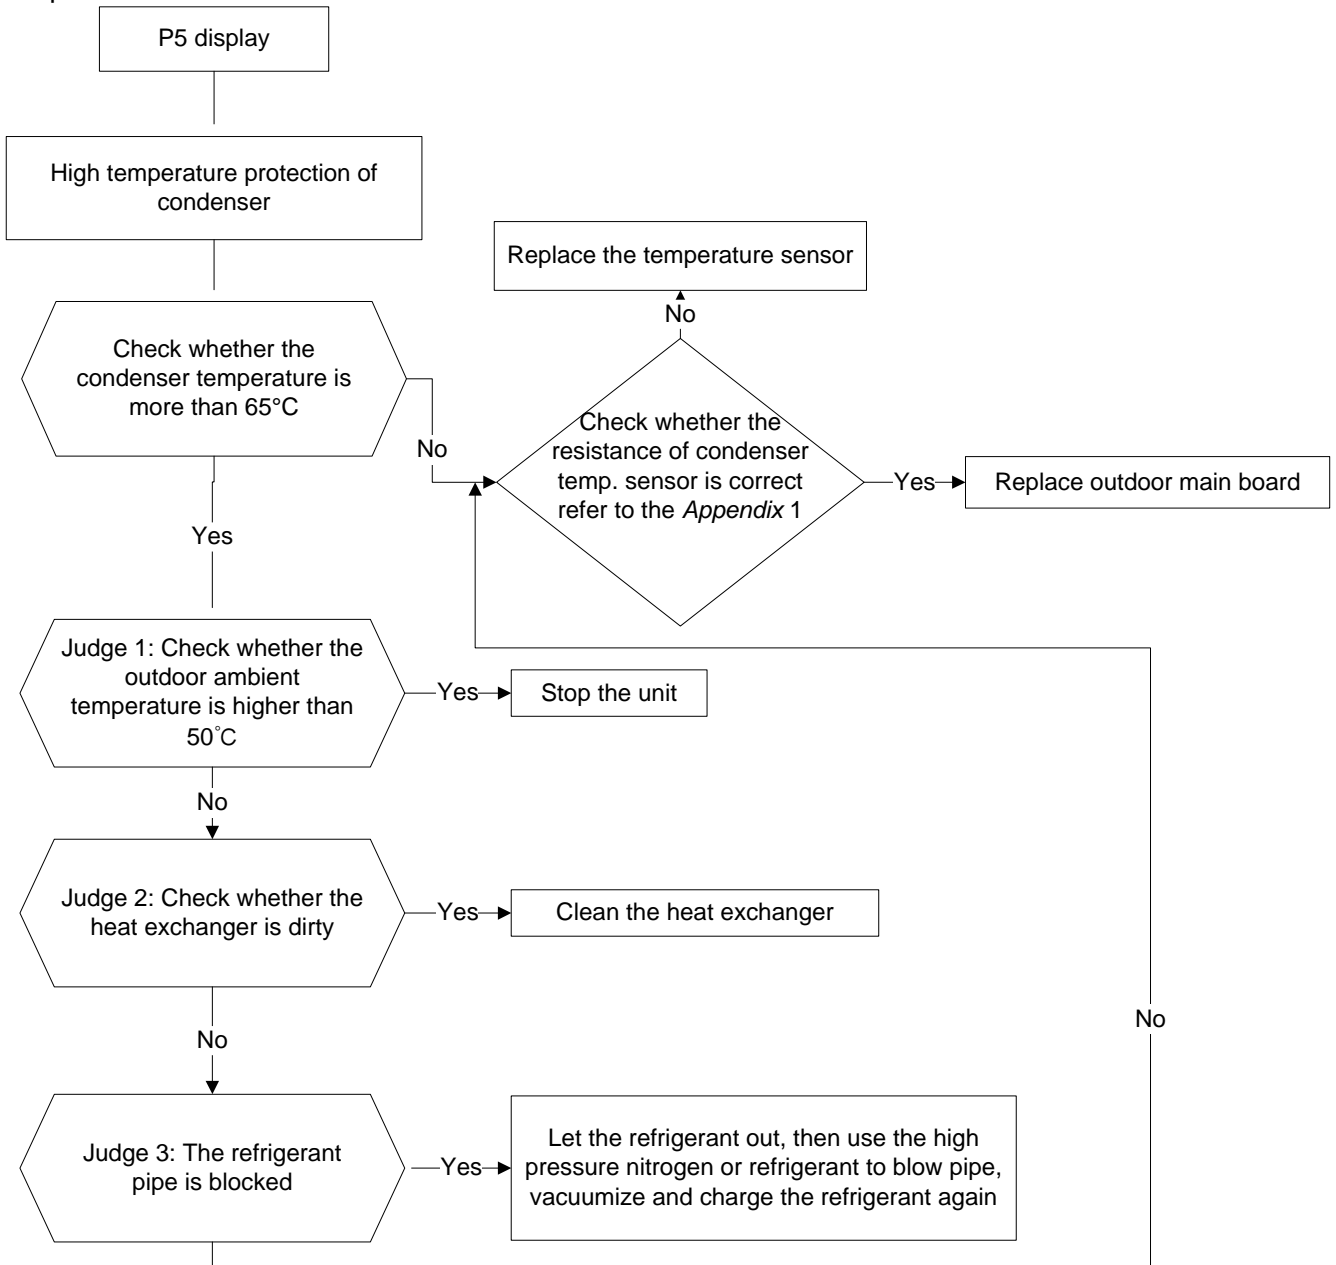 P5 display
High temperature protection of
condenser
Replace the temperature sensor
No
Check whether the
condenser temperature is
more than 65°C
No
Check whether the
resistance of condenser
temp. sensor is correct
refer to the Appendix 1
Yes
Replace outdoor main board
Yes
Judge 1: Check whether the
outdoor ambient
temperature is higher than
50°C
Yes
Stop the unit
No
Judge 2: Check whether the
heat exchanger is dirty
Yes
Clean the heat exchanger
No
No
Judge 3: The refrigerant
pipe is blocked
Yes
Let the refrigerant out, then use the high
pressure nitrogen or refrigerant to blow pipe,
vacuumize and charge the refrigerant again